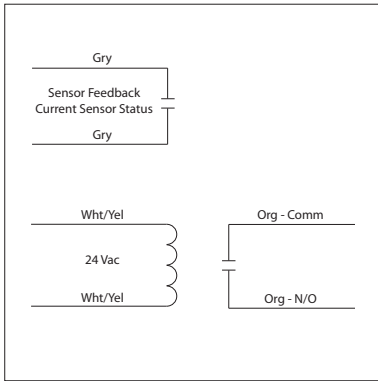 Gry
Sensor Feedback
Current Sensor Status
Gry
Wht/Yel
Org - Comm
24 Vac
Wht/Yel
Org - N/O